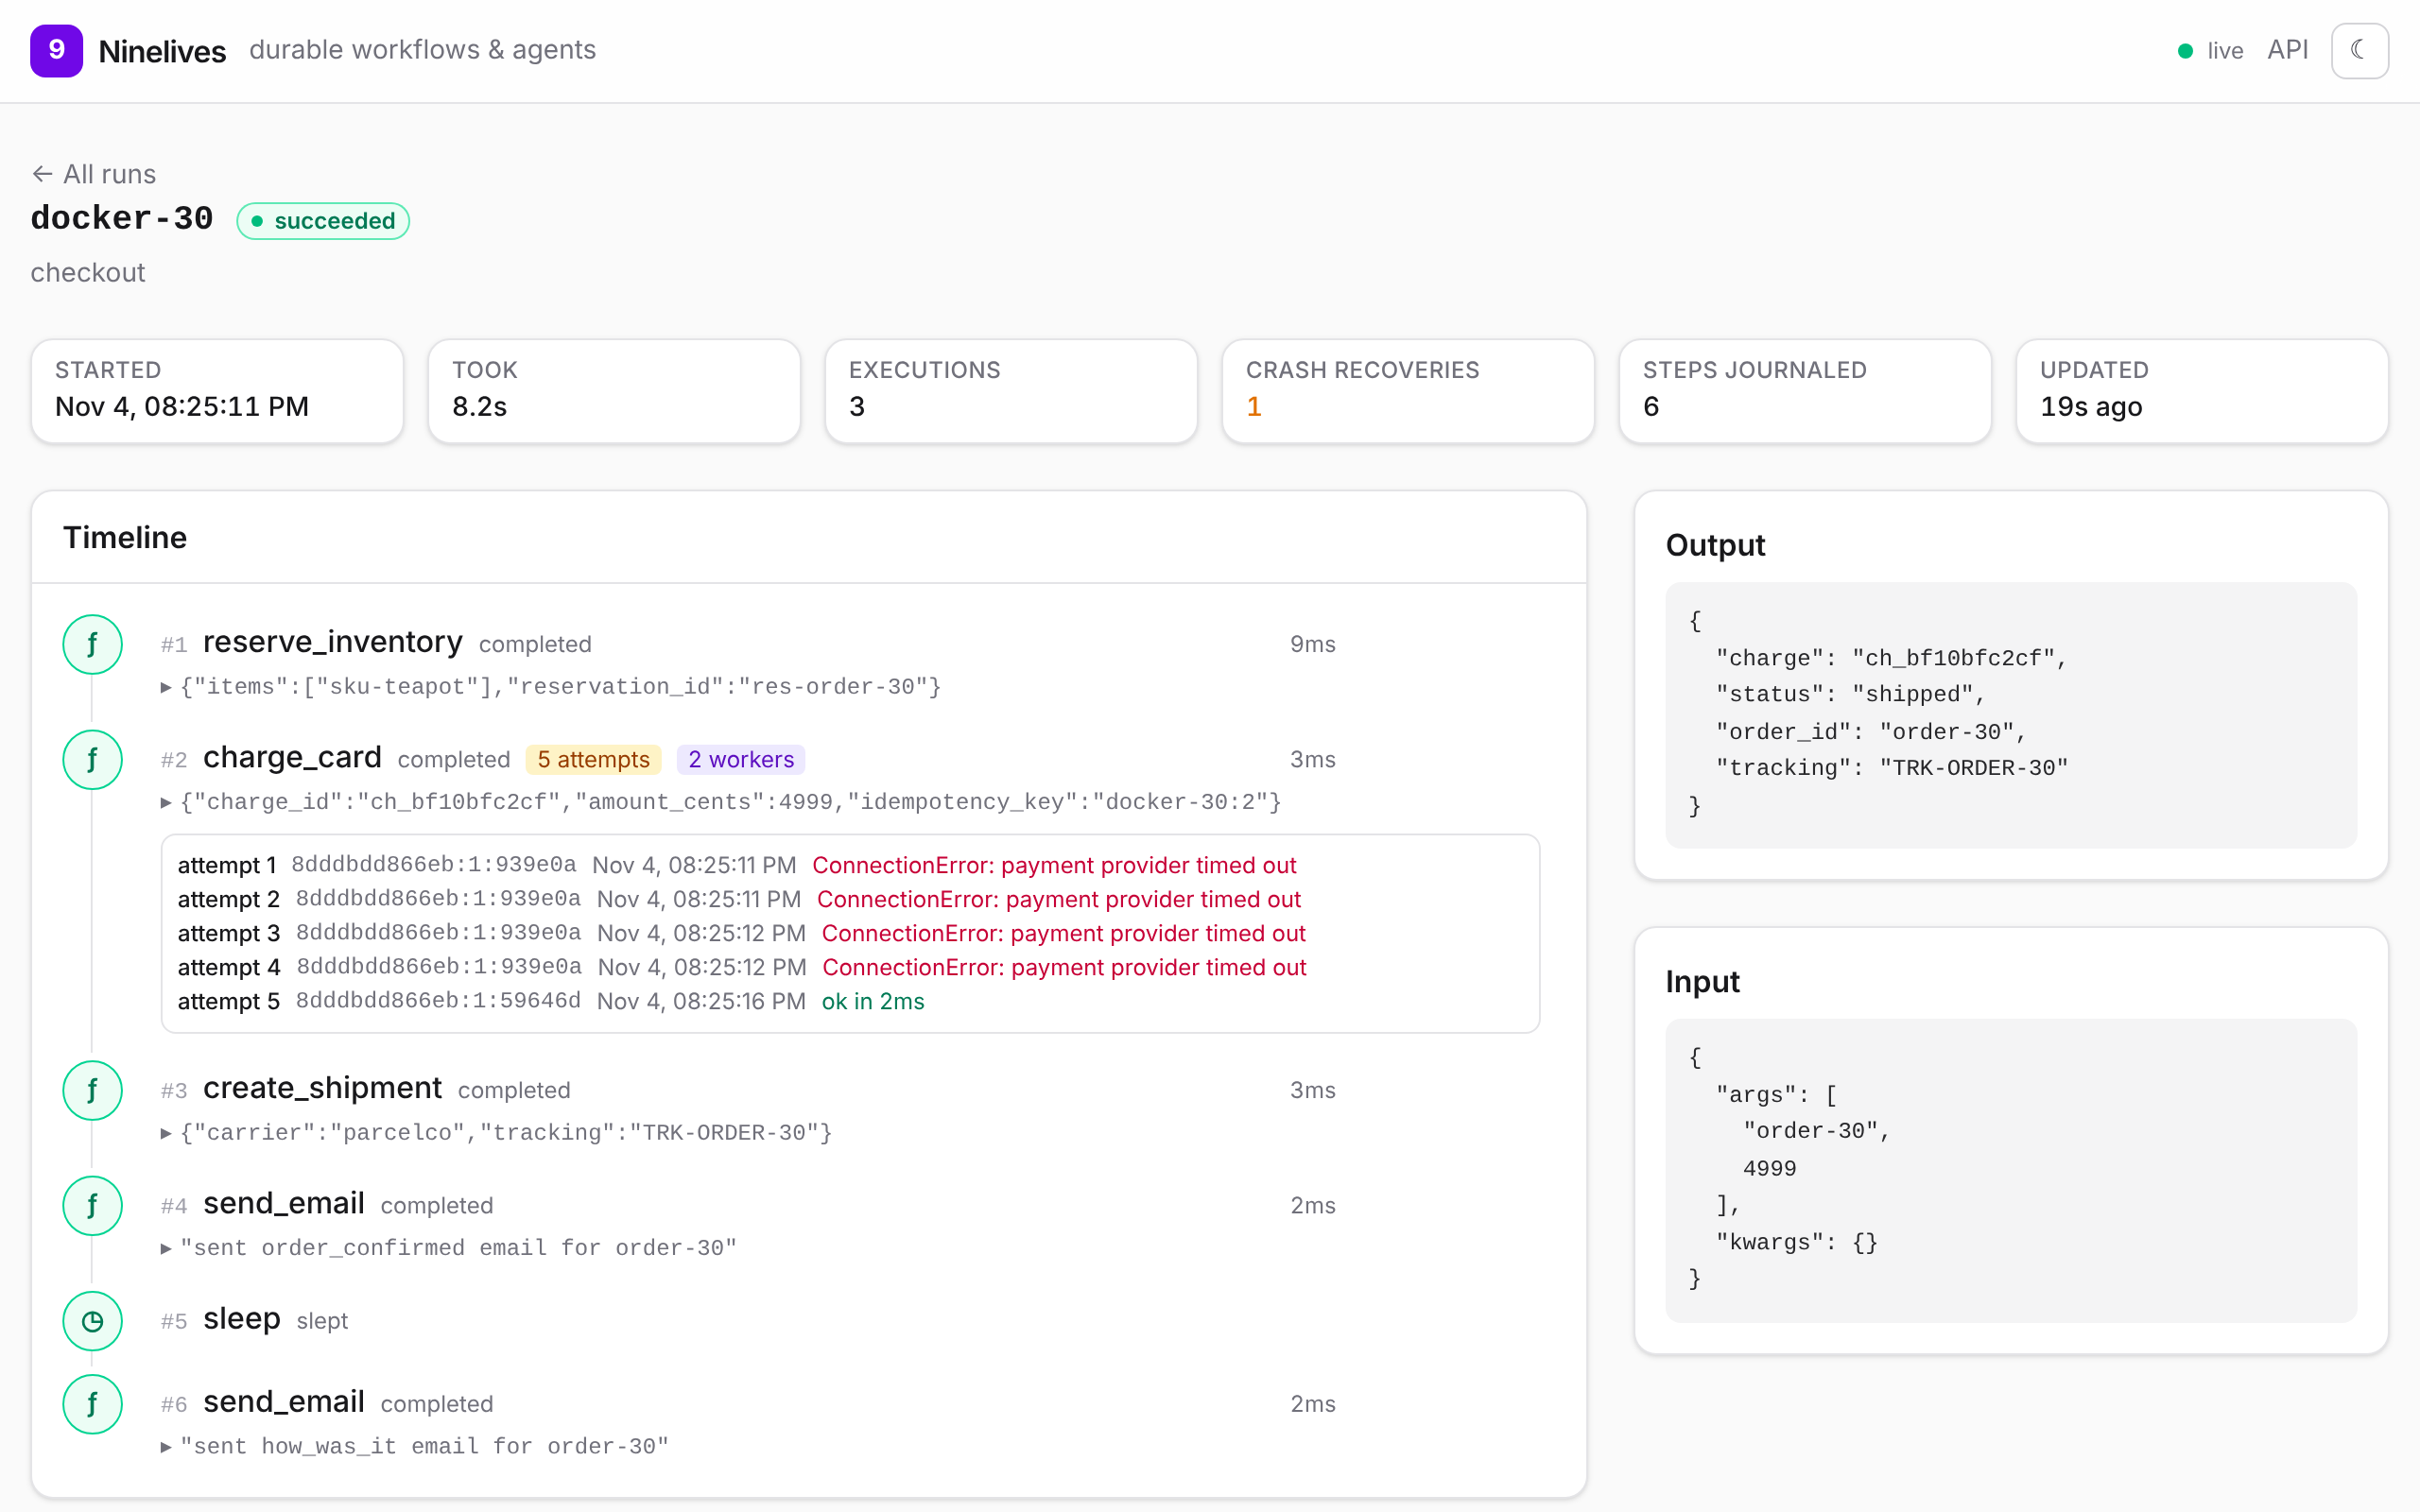 9 Ninelives durable workflows & agents live API
← All runs
docker-30 succeeded
checkout
STARTED
Nov 4, 08:25:11 PM
TOOK
8.2s
EXECUTIONS
3
CRASH RECOVERIES
1
STEPS JOURNALED
6
UPDATED
19s ago
Timeline
ƒ #1 reserve_inventory completed 9ms
▶ {"items":["sku-teapot"],"reservation_id":"res-order-30"}
ƒ #2 charge_card completed 5 attempts 2 workers 3ms
▶ {"charge_id":"ch_bf10bfc2cf","amount_cents":4999,"idempotency_key":"docker-30:2"}
attempt 1 8dddbdd866eb:1:939e0a Nov 4, 08:25:11 PM ConnectionError: payment provider timed out
attempt 2 8dddbdd866eb:1:939e0a Nov 4, 08:25:11 PM ConnectionError: payment provider timed out
attempt 3 8dddbdd866eb:1:939e0a Nov 4, 08:25:12 PM ConnectionError: payment provider timed out
attempt 4 8dddbdd866eb:1:939e0a Nov 4, 08:25:12 PM ConnectionError: payment provider timed out
attempt 5 8dddbdd866eb:1:59646d Nov 4, 08:25:16 PM ok in 2ms
ƒ #3 create_shipment completed 3ms
▶ {"carrier":"parcelco","tracking":"TRK-ORDER-30"}
ƒ #4 send_email completed 2ms
▶ "sent order_confirmed email for order-30"
#5 sleep slept
ƒ #6 send_email completed 2ms
▶ "sent how_was_it email for order-30"
Output
{
  "charge": "ch_bf10bfc2cf",
  "status": "shipped",
  "order_id": "order-30",
  "tracking": "TRK-ORDER-30"
}
Input
{
  "args": [
    "order-30",
    4999
  ],
  "kwargs": {}
}